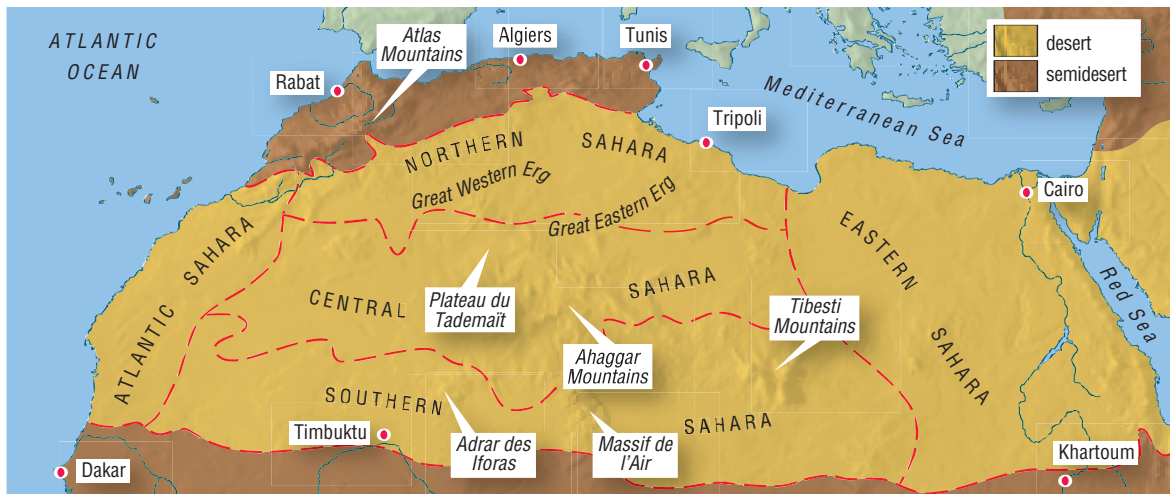 ATLANTIC
OCEAN
Atlas
Mountains
Algiers
Tunis
desert
semidesert
Rabat
Mediterranean Sea
Tripoli
NORTHERN
SAHARA
Great Western Erg
Great Eastern Erg
Cairo
ATLANTIC SAHARA
EASTERN
SAHARA
Red Sea
CENTRAL
SAHARA
Plateau du
Tademaït
Tibesti
Mountains
Ahaggar
Mountains
SOUTHERN
SAHARA
Timbuktu
Adrar des
Iforas
Massif de
l'Air
Dakar
Khartoum